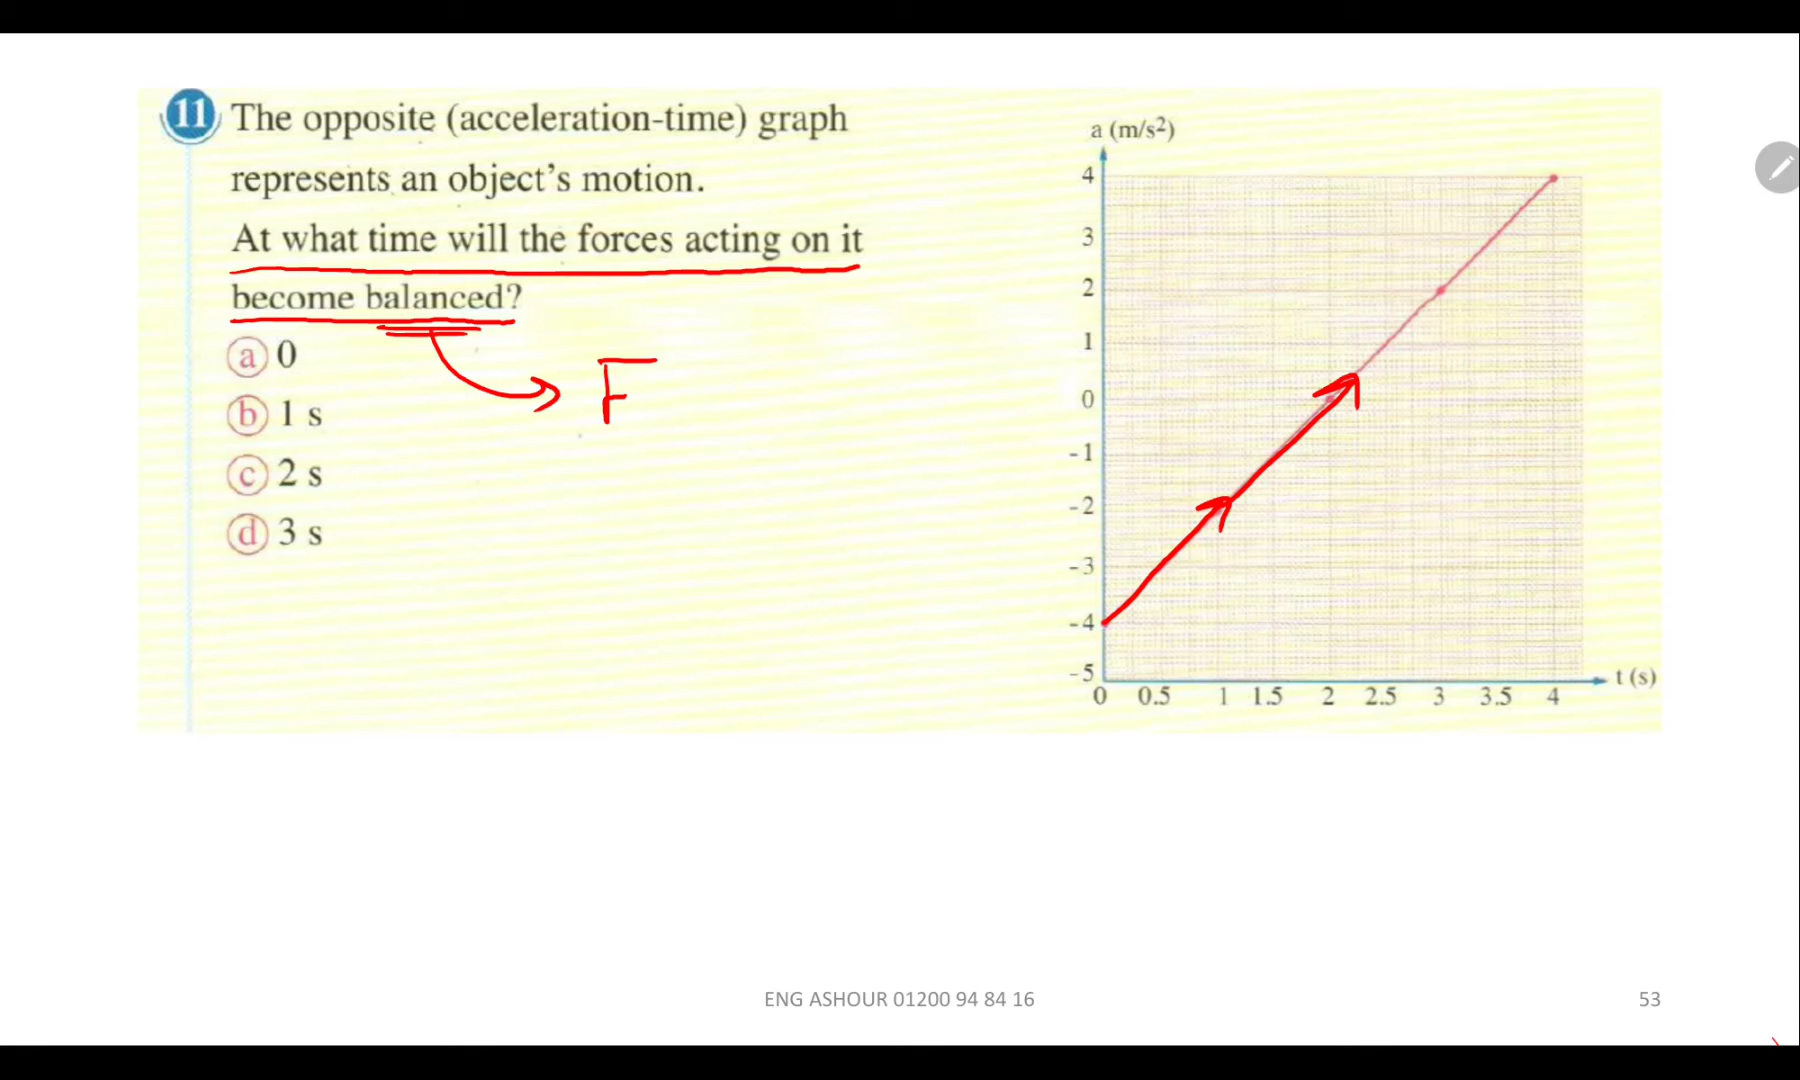 11 The opposite (acceleration-time) graph
represents an object's motion.
At what time will the forces acting on it
become balanced?
a 0
b 1 s
c 2 s
d 3 s
F
a (m/s²)
4
3
2
1
0
-1
-2
-3
-4
-5
0 0.5 1 1.5 2 2.5 3 3.5 4
t (s)
ENG ASHOUR 01200 94 84 16
53